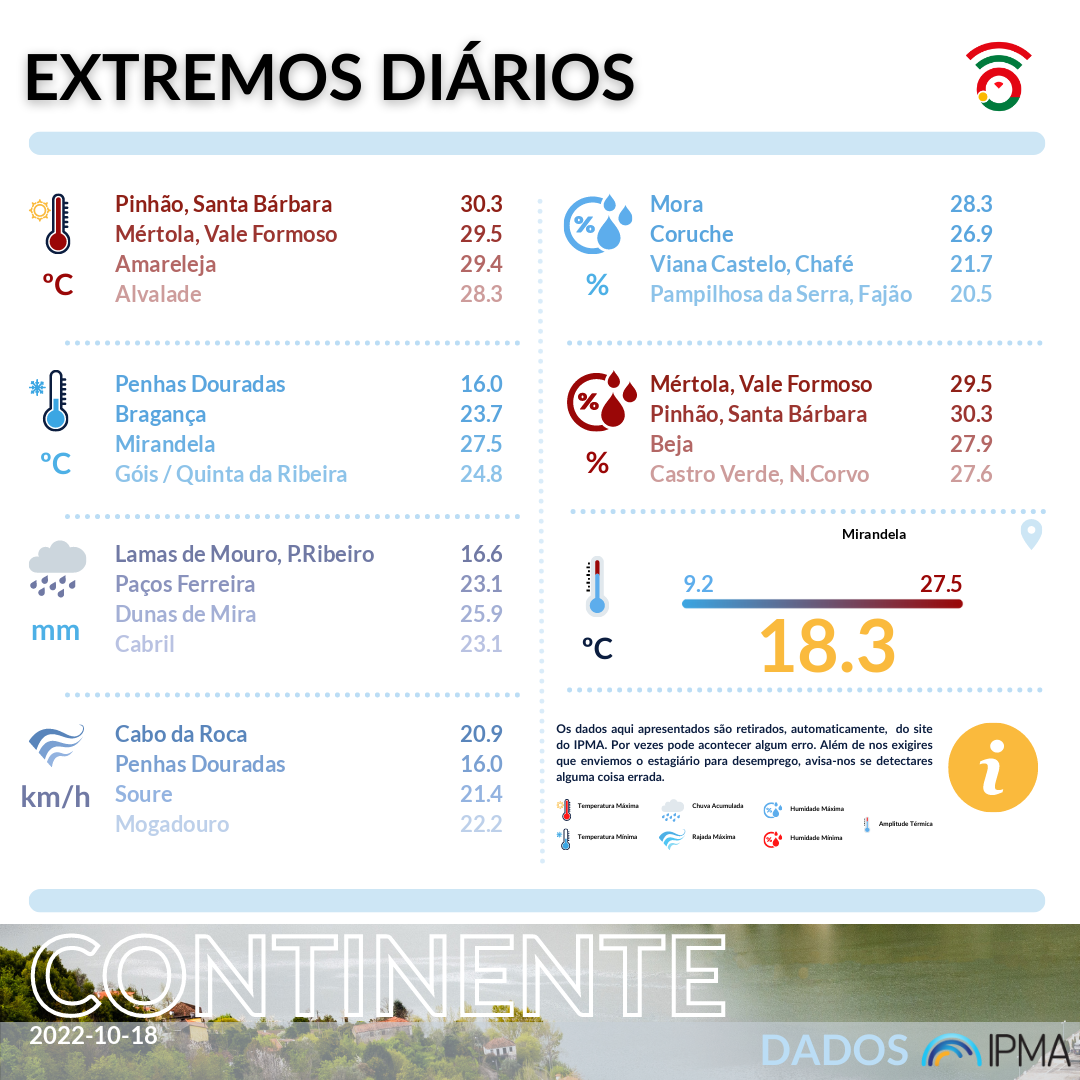 EXTREMOS DIÁRIOS
Pinhão, Santa Bárbara 30.3
Mértola, Vale Formoso 29.5
Amareleja 29.4
Alvalade 28.3
ºC
Penhas Douradas 16.0
Bragança 23.7
Mirandela 27.5
Góis / Quinta da Ribeira 24.8
ºC
Lamas de Mouro, P.Ribeiro 16.6
Paços Ferreira 23.1
Dunas de Mira 25.9
Cabril 23.1
mm
Cabo da Roca 20.9
Penhas Douradas 16.0
Soure 21.4
Mogadouro 22.2
km/h
%
Mora 28.3
Coruche 26.9
Viana Castelo, Chafé 21.7
Pampilhosa da Serra, Fajão 20.5
%
%
Mértola, Vale Formoso 29.5
Pinhão, Santa Bárbara 30.3
Beja 27.9
Castro Verde, N.Corvo 27.6
%
Mirandela
9.2 27.5
18.3
ºC
Os dados aqui apresentados são retirados, automaticamente, do site
do IPMA. Por vezes pode acontecer algum erro. Além de nos exigires
que enviemos o estagiário para desemprego, avisa-nos se detectares
alguma coisa errada.
i
Temperatura Máxima Chuva Acumulada Humidade Máxima
Amplitude Térmica
Temperatura Mínima Rajada Máxima Humidade Mínima
CONTINENTE
2022-10-18
DADOS IPMA